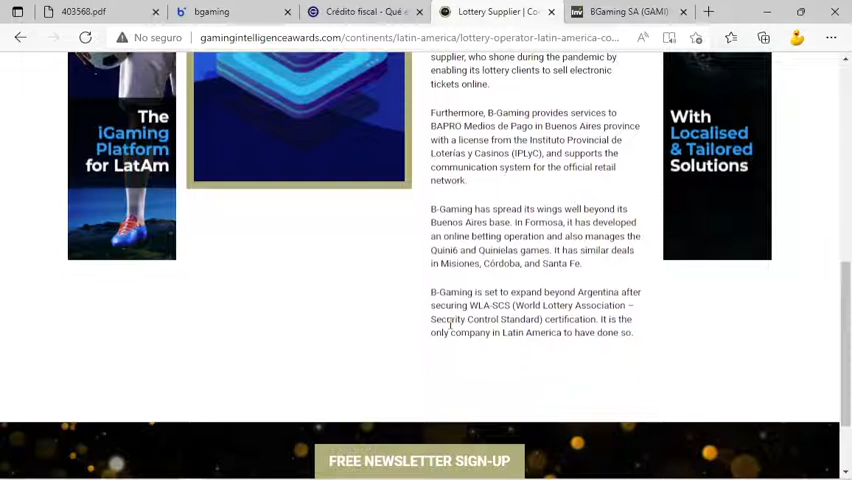 403568.pdf
bgaming
Crédito fiscal - Qué e
Lottery Supplier | Co
BGaming SA (GAMI)
No seguro
gamingintelligenceawards.com/continents/latin-america/lottery-operator-latin-america-co...
supplier, who shone during the pandemic by
enabling its lottery clients to sell electronic
tickets online.
Furthermore, B-Gaming provides services to
BAPRO Medios de Pago in Buenos Aires province
with a license from the Instituto Provincial de
Loterías y Casinos (IPLyC), and supports the
communication system for the official retail
network.
B-Gaming has spread its wings well beyond its
Buenos Aires base. In Formosa, it has developed
an online betting operation and also manages the
Quini6 and Quinielas games. It has similar deals
in Misiones, Córdoba, and Santa Fe.
B-Gaming is set to expand beyond Argentina after
securing WLA-SCS (World Lottery Association –
Security Control Standard) certification. It is the
only company in Latin America to have done so.
The
iGaming
Platform
for LatAm
With
Localised
& Tailored
Solutions
FREE NEWSLETTER SIGN-UP